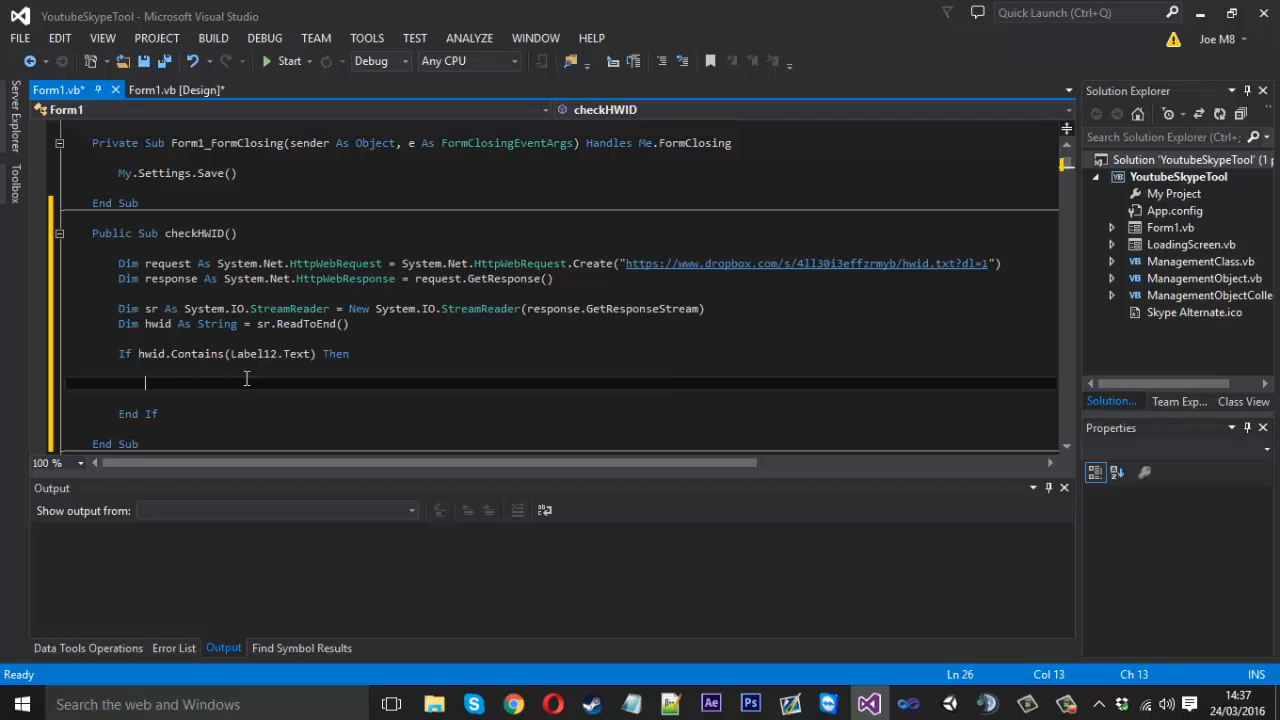 YoutubeSkypeTool - Microsoft Visual Studio
Quick Launch (Ctrl+Q)
FILE EDIT VIEW PROJECT BUILD DEBUG TEAM TOOLS TEST ANALYZE WINDOW HELP
Joe M8
Start Debug Any CPU
Form1.vb* Form1.vb [Design]*
Form1 checkHWID
Server Explorer
Toolbox
Private Sub Form1_FormClosing(sender As Object, e As FormClosingEventArgs) Handles Me.FormClosing
My.Settings.Save()
End Sub
Public Sub checkHWID()
Dim request As System.Net.HttpWebRequest = System.Net.HttpWebRequest.Create("https://www.dropbox.com/s/4ll30i3effzrmyb/hwid.txt?dl=1")
Dim response As System.Net.HttpWebResponse = request.GetResponse()
Dim sr As System.IO.StreamReader = New System.IO.StreamReader(response.GetResponseStream)
Dim hwid As String = sr.ReadToEnd()
If hwid.Contains(Label12.Text) Then
End If
End Sub
100 %
Solution Explorer
Search Solution Explorer (Ctrl+;
Solution 'YoutubeSkypeTool' (1 p
YoutubeSkypeTool
My Project
App.config
Form1.vb
LoadingScreen.vb
ManagementClass.vb
ManagementObject.vb
ManagementObjectColle
Skype Alternate.ico
Solution... Team Exp... Class View
Properties
Output
Show output from:
Data Tools Operations Error List Output Find Symbol Results
Ready Ln 26 Col 13 Ch 13 INS
Search the web and Windows
14:37
24/03/2016